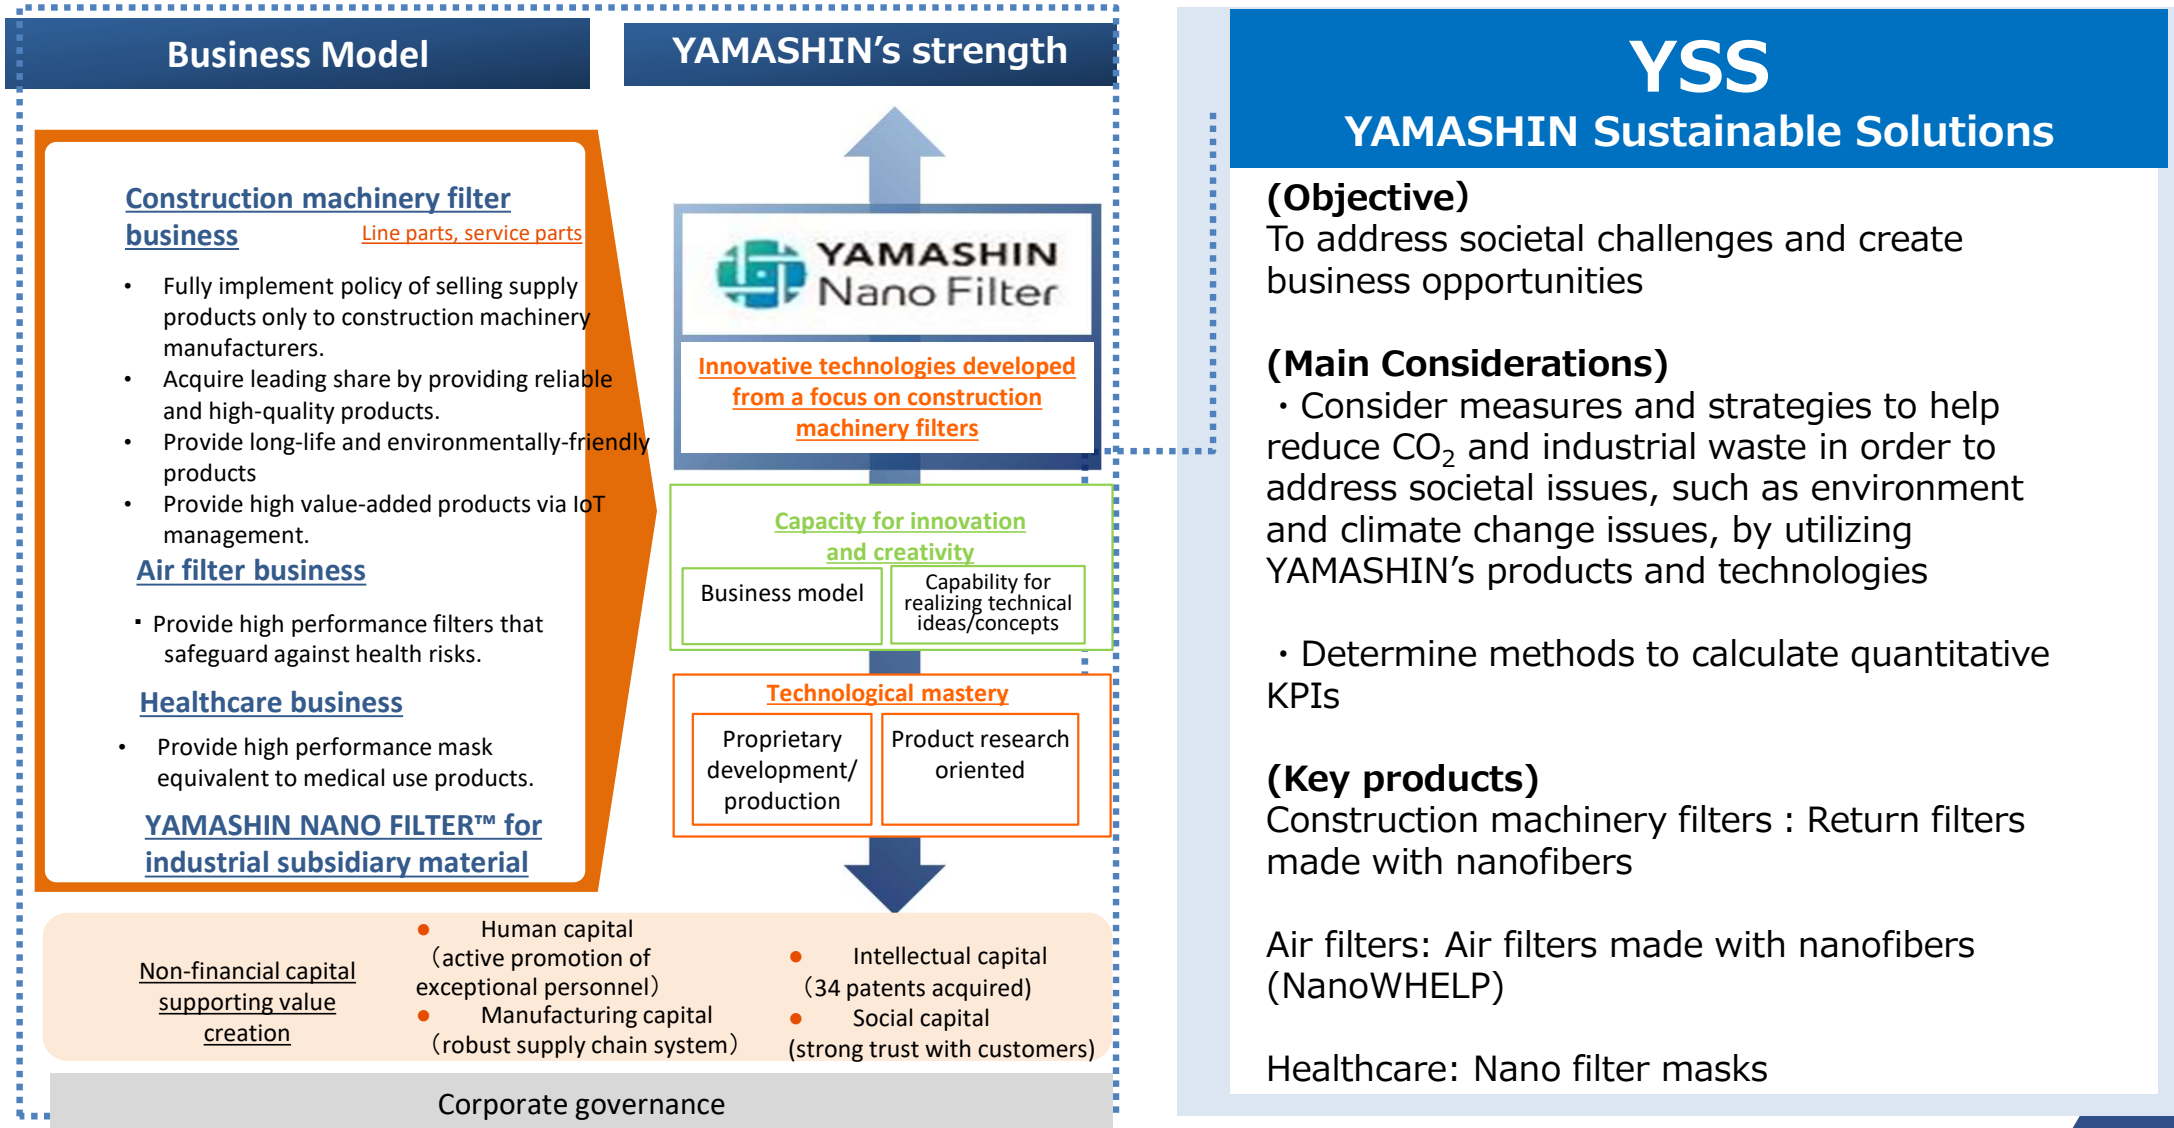 Business Model
Construction machinery filter
business
Line parts, service parts
• Fully implement policy of selling supply
products only to construction machinery
manufacturers.
• Acquire leading share by providing reliable
and high-quality products.
• Provide long-life and environmentally-friendly
products
• Provide high value-added products via IoT
management.
Air filter business
▪ Provide high performance filters that
safeguard against health risks.
Healthcare business
• Provide high performance mask
equivalent to medical use products.
YAMASHIN NANO FILTER™ for
industrial subsidiary material
YAMASHIN’s strength
YAMASHIN
Nano Filter
Innovative technologies developed
from a focus on construction
machinery filters
Capacity for innovation
and creativity
Business model
Capability for
realizing technical
ideas/concepts
Technological mastery
Proprietary
development/
production
Product research
oriented
Non-financial capital
supporting value
creation
● Human capital
（active promotion of
exceptional personnel）
● Manufacturing capital
（robust supply chain system）
● Intellectual capital
（34 patents acquired)
● Social capital
(strong trust with customers)
Corporate governance
YSS
YAMASHIN Sustainable Solutions
(Objective）
To address societal challenges and create
business opportunities
(Main Considerations)
・Consider measures and strategies to help
reduce CO₂ and industrial waste in order to
address societal issues, such as environment
and climate change issues, by utilizing
YAMASHIN’s products and technologies
・Determine methods to calculate quantitative
KPIs
(Key products)
Construction machinery filters : Return filters
made with nanofibers
Air filters: Air filters made with nanofibers
(NanoWHELP)
Healthcare: Nano filter masks